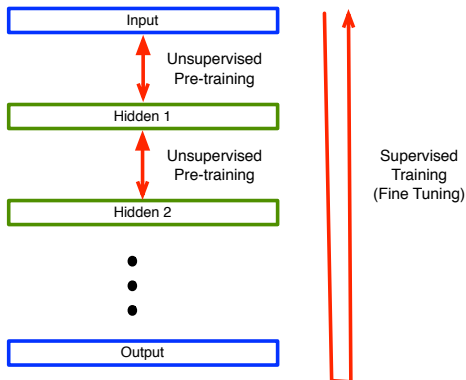 Input
Unsupervised
Pre-training
Hidden 1
Unsupervised
Pre-training
Hidden 2
Supervised
Training
(Fine Tuning)
Output